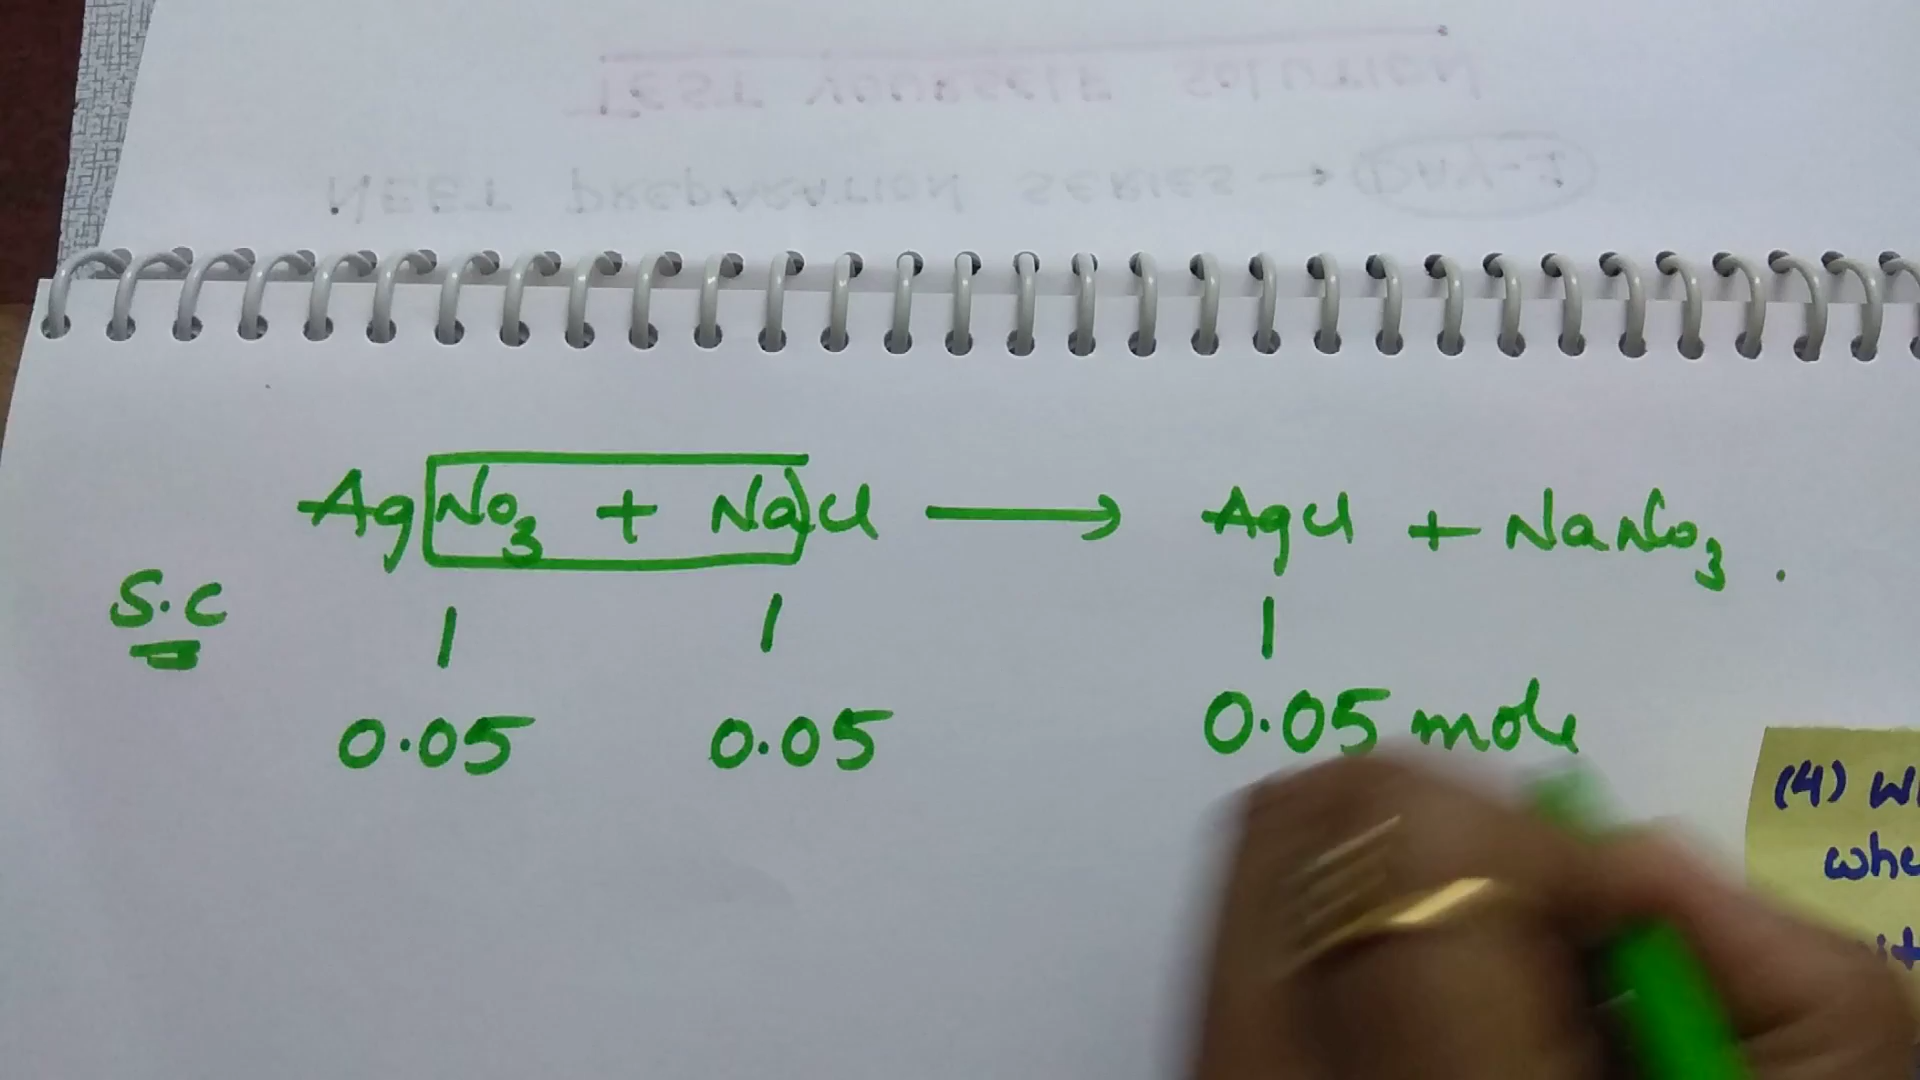 TEST YOURSELF SOLUTION
NEET PREPARATION SERIES → DAY-1
AgNO3 + NaCl → AgCl + NaNO3.
S.C 1 1 1
0.05 0.05 0.05 mole
(4)